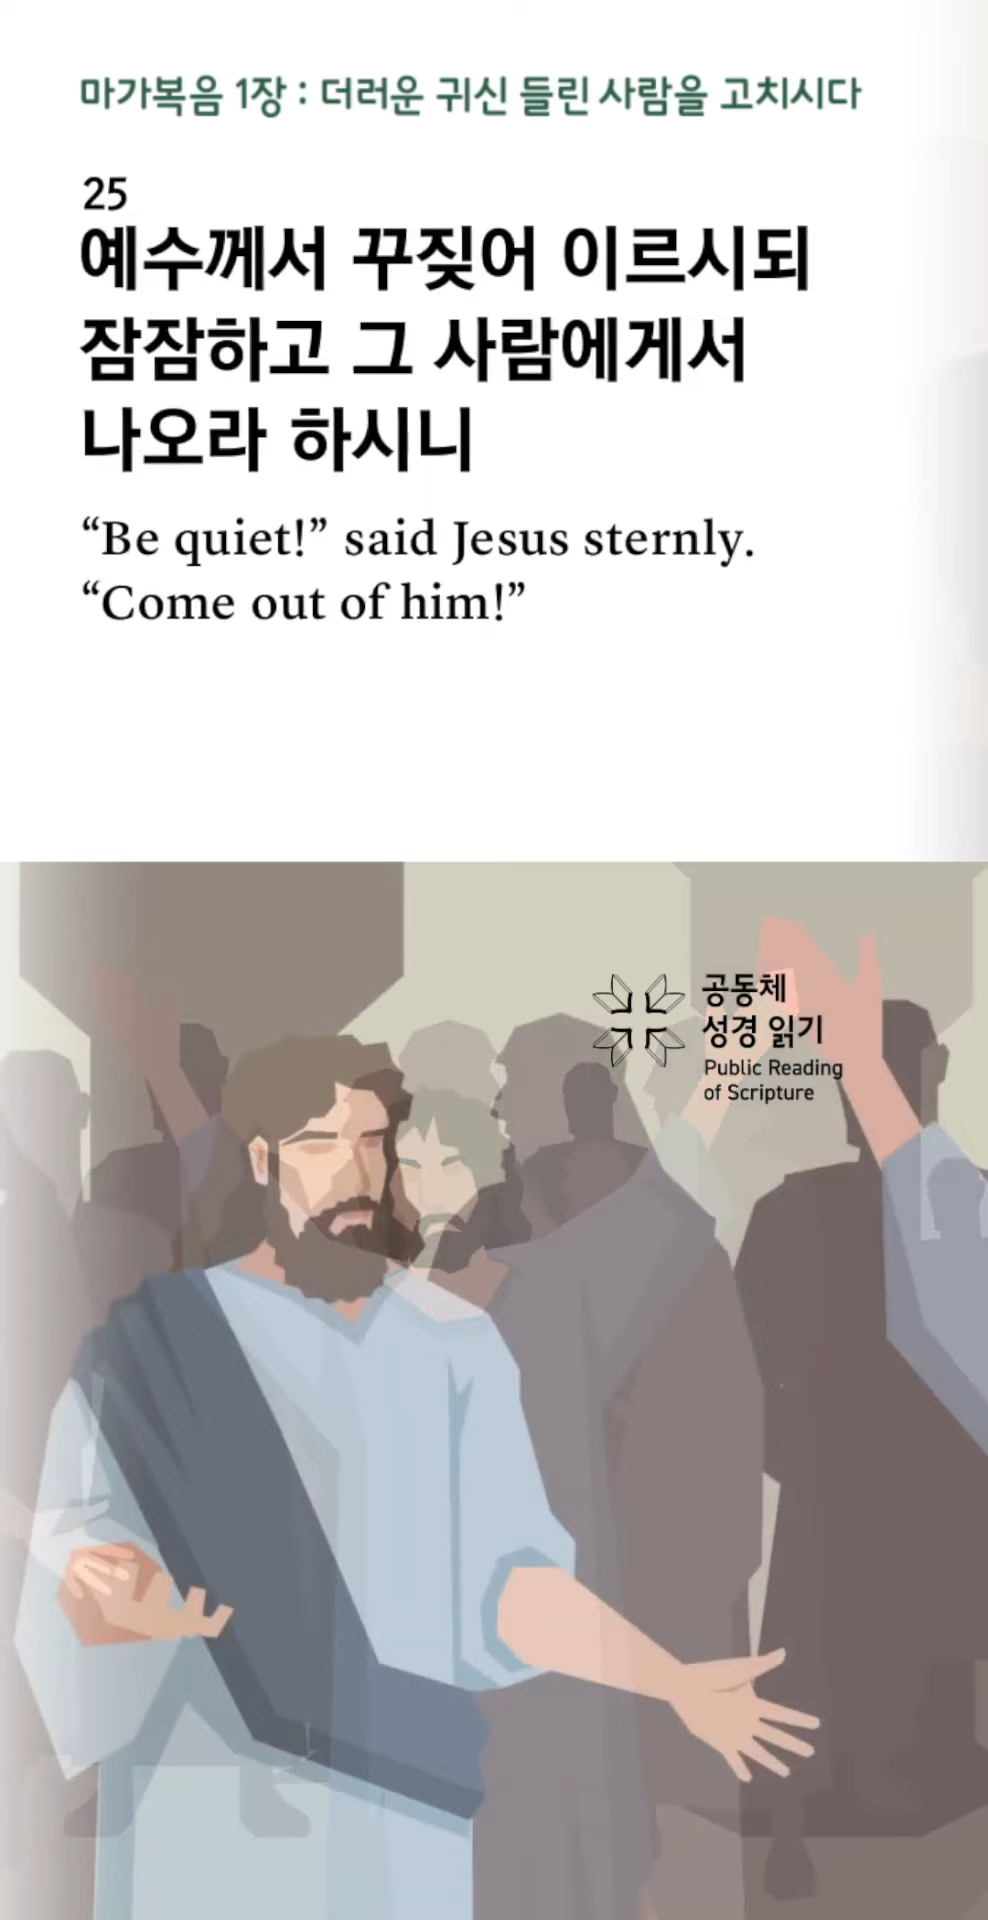 마가복음 1장 : 더러운 귀신 들린 사람을 고치시다
25
예수께서 꾸짖어 이르시되
잠잠하고 그 사람에게서
나오라 하시니
“Be quiet!” said Jesus sternly.
“Come out of him!”
공동체
성경 읽기
Public Reading
of Scripture